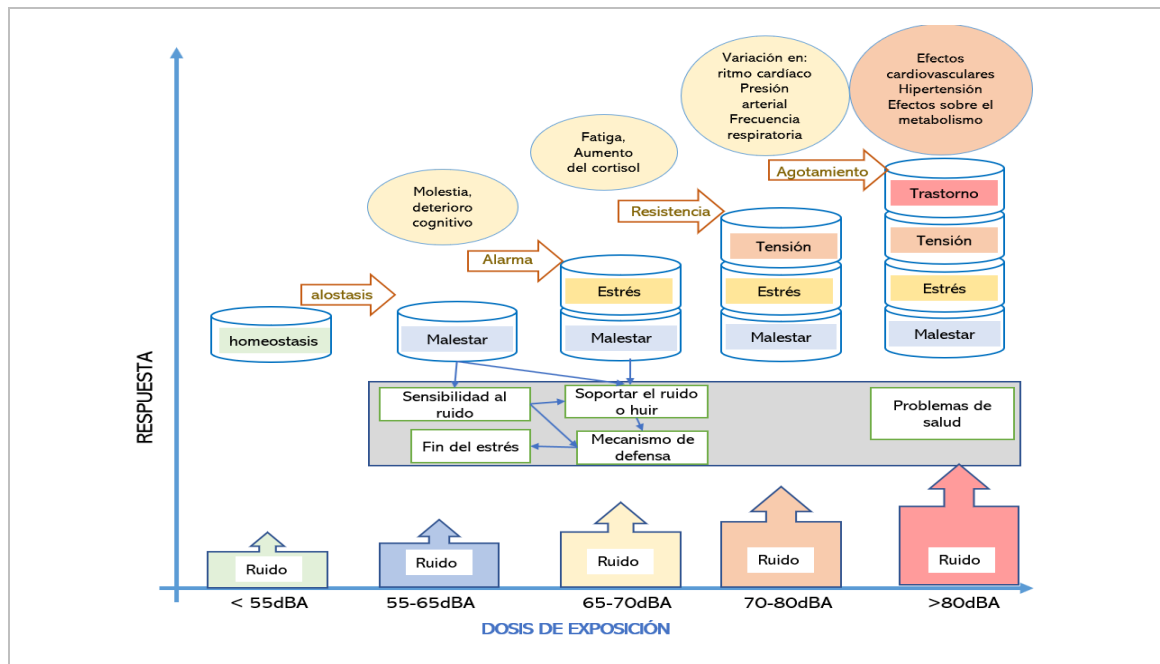 Variación en:
ritmo cardíaco
Presión
arterial
Frecuencia
respiratoria
Efectos
cardiovasculares
Hipertensión
Efectos sobre el
metabolismo
Fatiga,
Aumento
del cortisol
Molestia,
deterioro
cognitivo
Agotamiento
Trastorno
Resistencia
Tensión
Tensión
Alarma
Estrés
Estrés
Estrés
alostasis
homeostasis
Malestar
Malestar
Malestar
Malestar
RESPUESTA
Sensibilidad al
ruido
Soportar el ruido
o huir
Problemas de
salud
Fin del estrés
Mecanismo de
defensa
Ruido
Ruido
Ruido
Ruido
Ruido
< 55dBA
55-65dBA
65-70dBA
70-80dBA
>80dBA
DOSIS DE EXPOSICIÓN